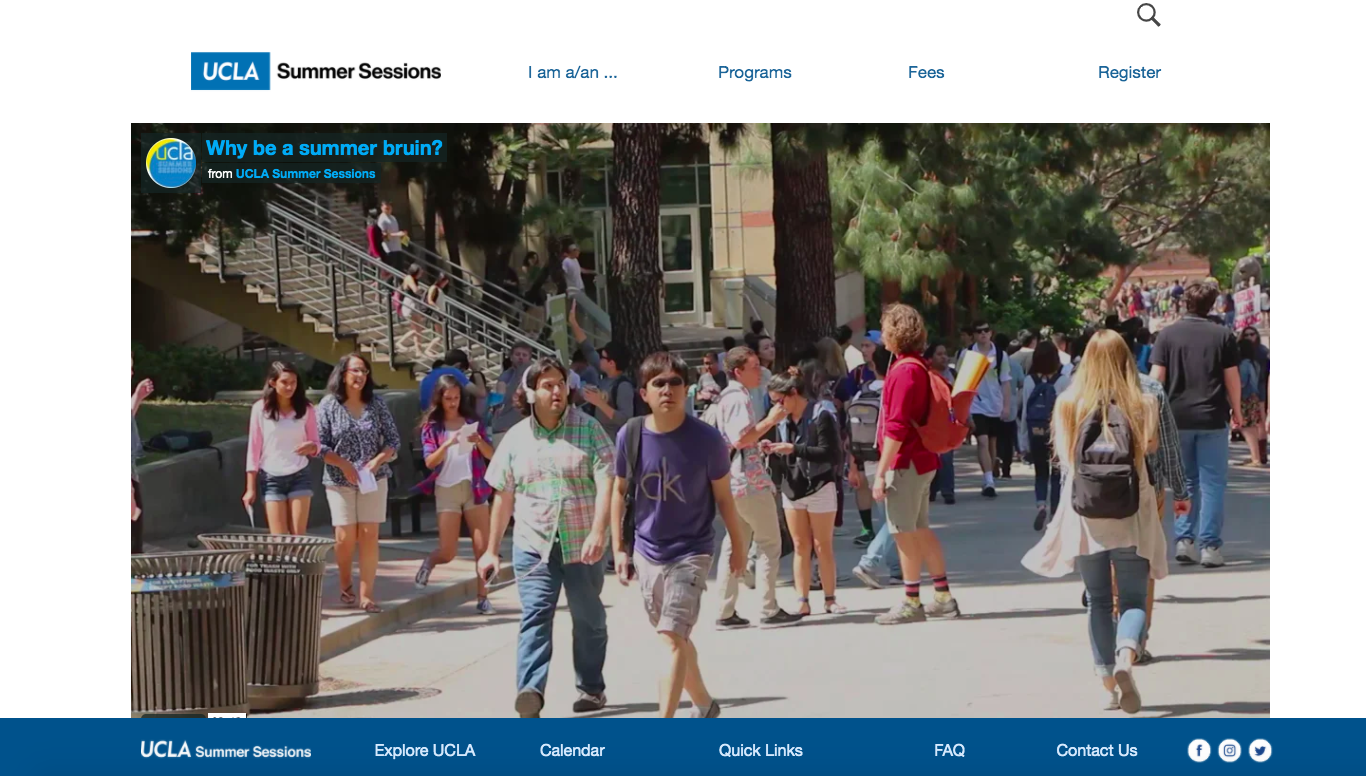 UCLA Summer Sessions
I am a/an ...
Programs
Fees
Register
ucla
SUMMER
SESSIONS
Why be a summer bruin?
from UCLA Summer Sessions
ck
UCLA Summer Sessions
Explore UCLA
Calendar
Quick Links
FAQ
Contact Us